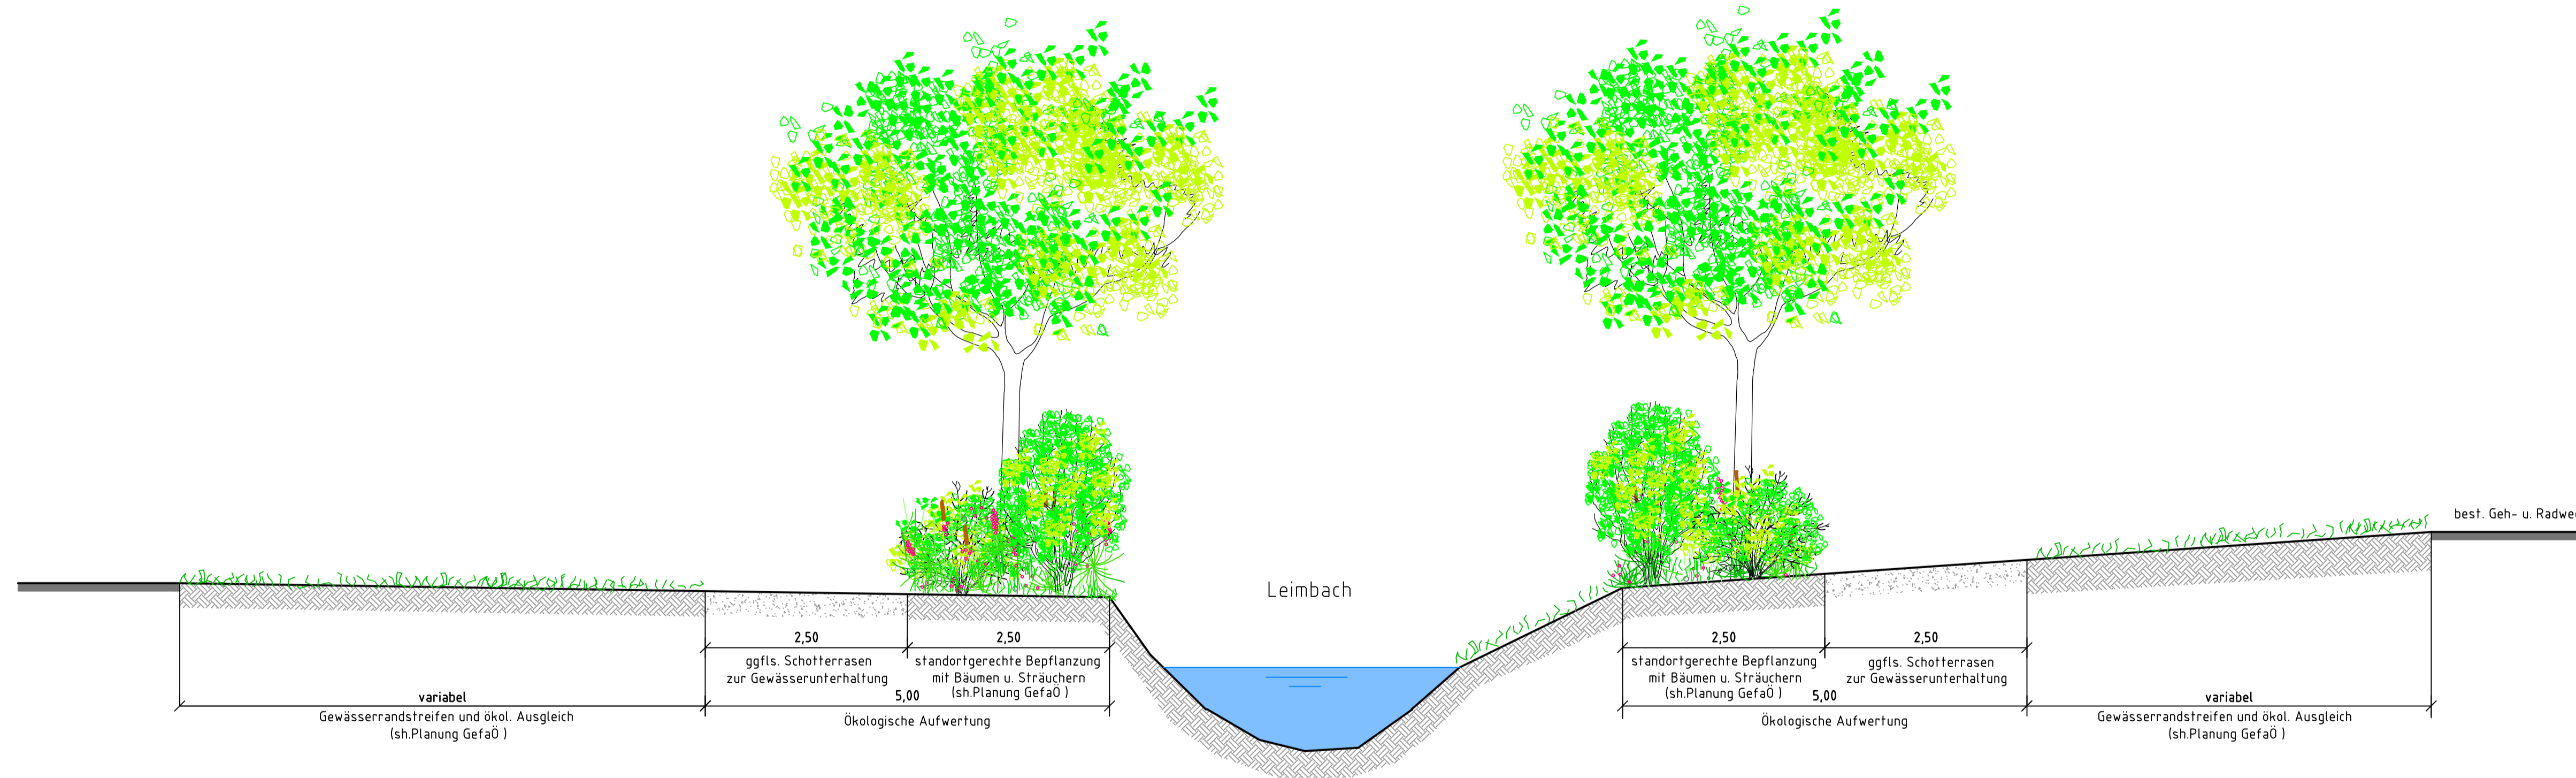 Leimbach
best. Geh- u. Radwe
2,50
ggfls. Schotterrasen
zur Gewässerunterhaltung
2,50
standortgerechte Bepflanzung
mit Bäumen u. Sträuchern
(sh.Planung GefaÖ )
variabel
Gewässerrandstreifen und ökol. Ausgleich
(sh.Planung GefaÖ )
5,00
Ökologische Aufwertung
2,50
standortgerechte Bepflanzung
mit Bäumen u. Sträuchern
(sh.Planung GefaÖ )
2,50
ggfls. Schotterrasen
zur Gewässerunterhaltung
5,00
Ökologische Aufwertung
variabel
Gewässerrandstreifen und ökol. Ausgleich
(sh.Planung GefaÖ )